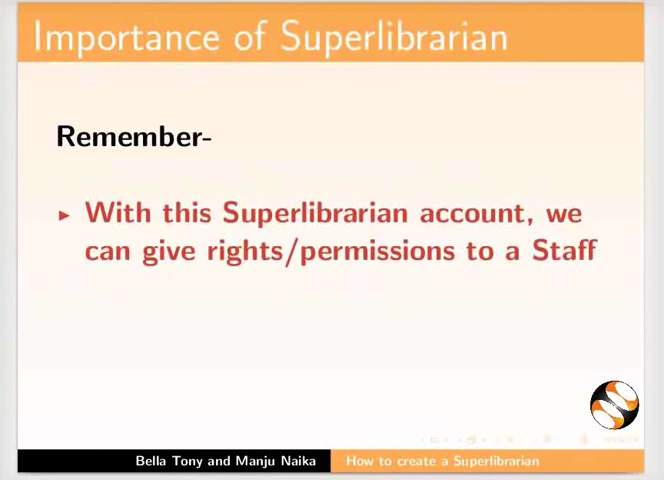 Importance of Superlibrarian
Remember-
With this Superlibrarian account, we
can give rights/permissions to a Staff
Bella Tony and Manju Naika
How to create a Superlibrarian